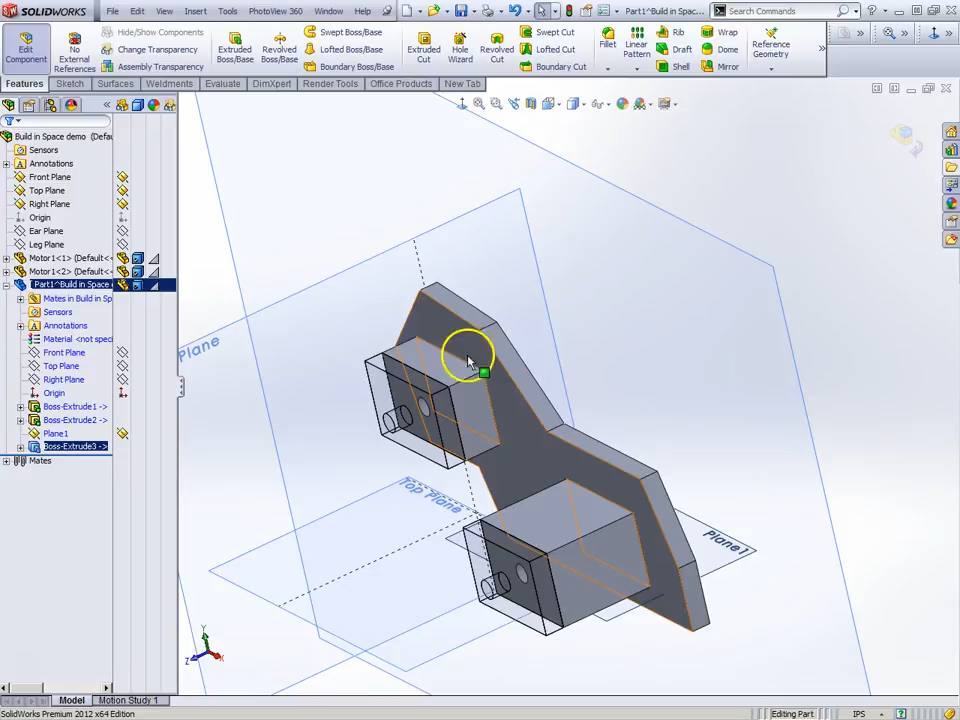 SOLIDWORKS File Edit View Insert Tools PhotoView 360 Window Help Part1^Build in Spac... Search Commands
Edit Component
No External References
Show/Hide Components
Change Transparency
Assembly Transparency
Extruded Boss/Base
Revolved Boss/Base
Swept Boss/Base
Lofted Boss/Base
Boundary Boss/Base
Extruded Cut
Hole Wizard
Revolved Cut
Swept Cut
Lofted Cut
Boundary Cut
Fillet
Linear Pattern
Rib
Draft
Shell
Wrap
Dome
Mirror
Reference Geometry
Features Sketch Surfaces Weldments Evaluate DimXpert Render Tools Office Products New Tab
Build in Space demo (Defau
Sensors
Annotations
Front Plane
Top Plane
Right Plane
Origin
Ear Plane
Leg Plane
Motor1<1> (Default<<
Motor1<2> (Default<<
Part1^Build in Space
Mates in Build in Sp
Sensors
Annotations
Material <not speci
Front Plane
Top Plane
Right Plane
Origin
Boss-Extrude1 ->
Boss-Extrude2 ->
Plane1
Boss-Extrude3 ->
Mates
Plane
Top Plane
Plane1
Y
Z
X
Model Motion Study 1
SolidWorks Premium 2012 x64 Edition Editing Part IPS